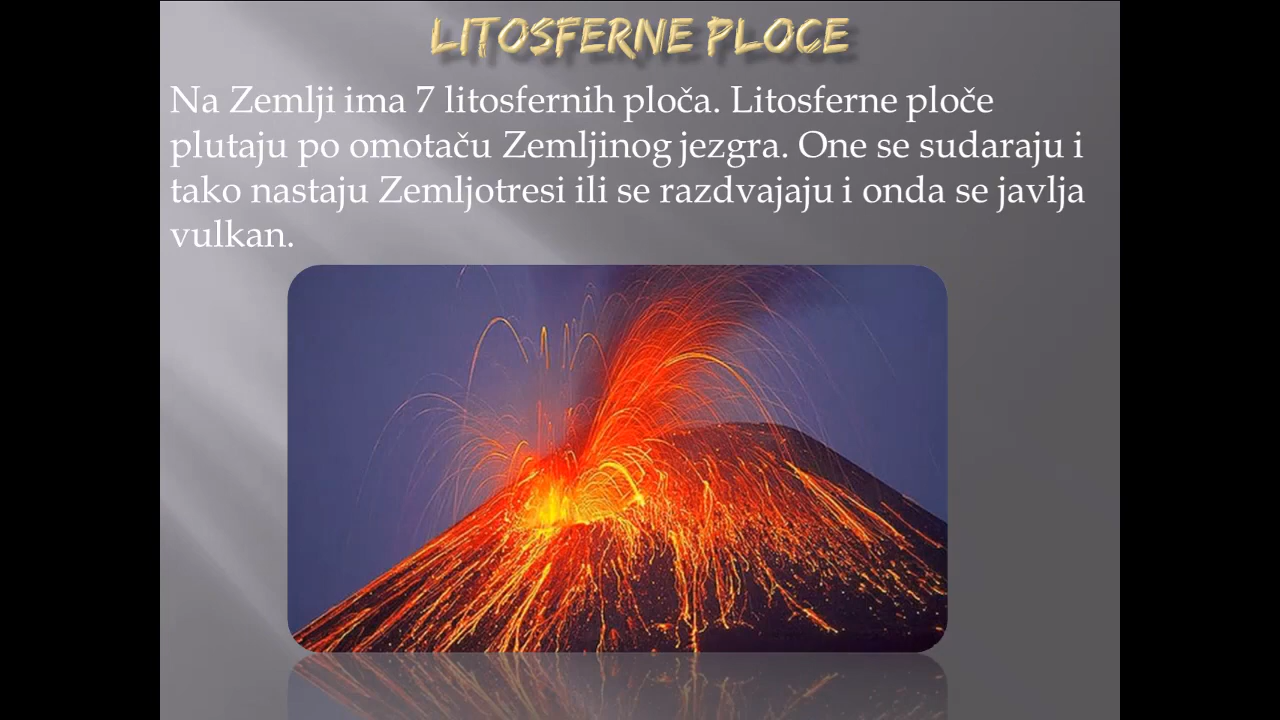 LITOSFERNE PLOCE
Na Zemlji ima 7 litosfernih ploča. Litosferne ploče
plutaju po omotaču Zemljinog jezgra. One se sudaraju i
tako nastaju Zemljotresi ili se razdvajaju i onda se javlja
vulkan.